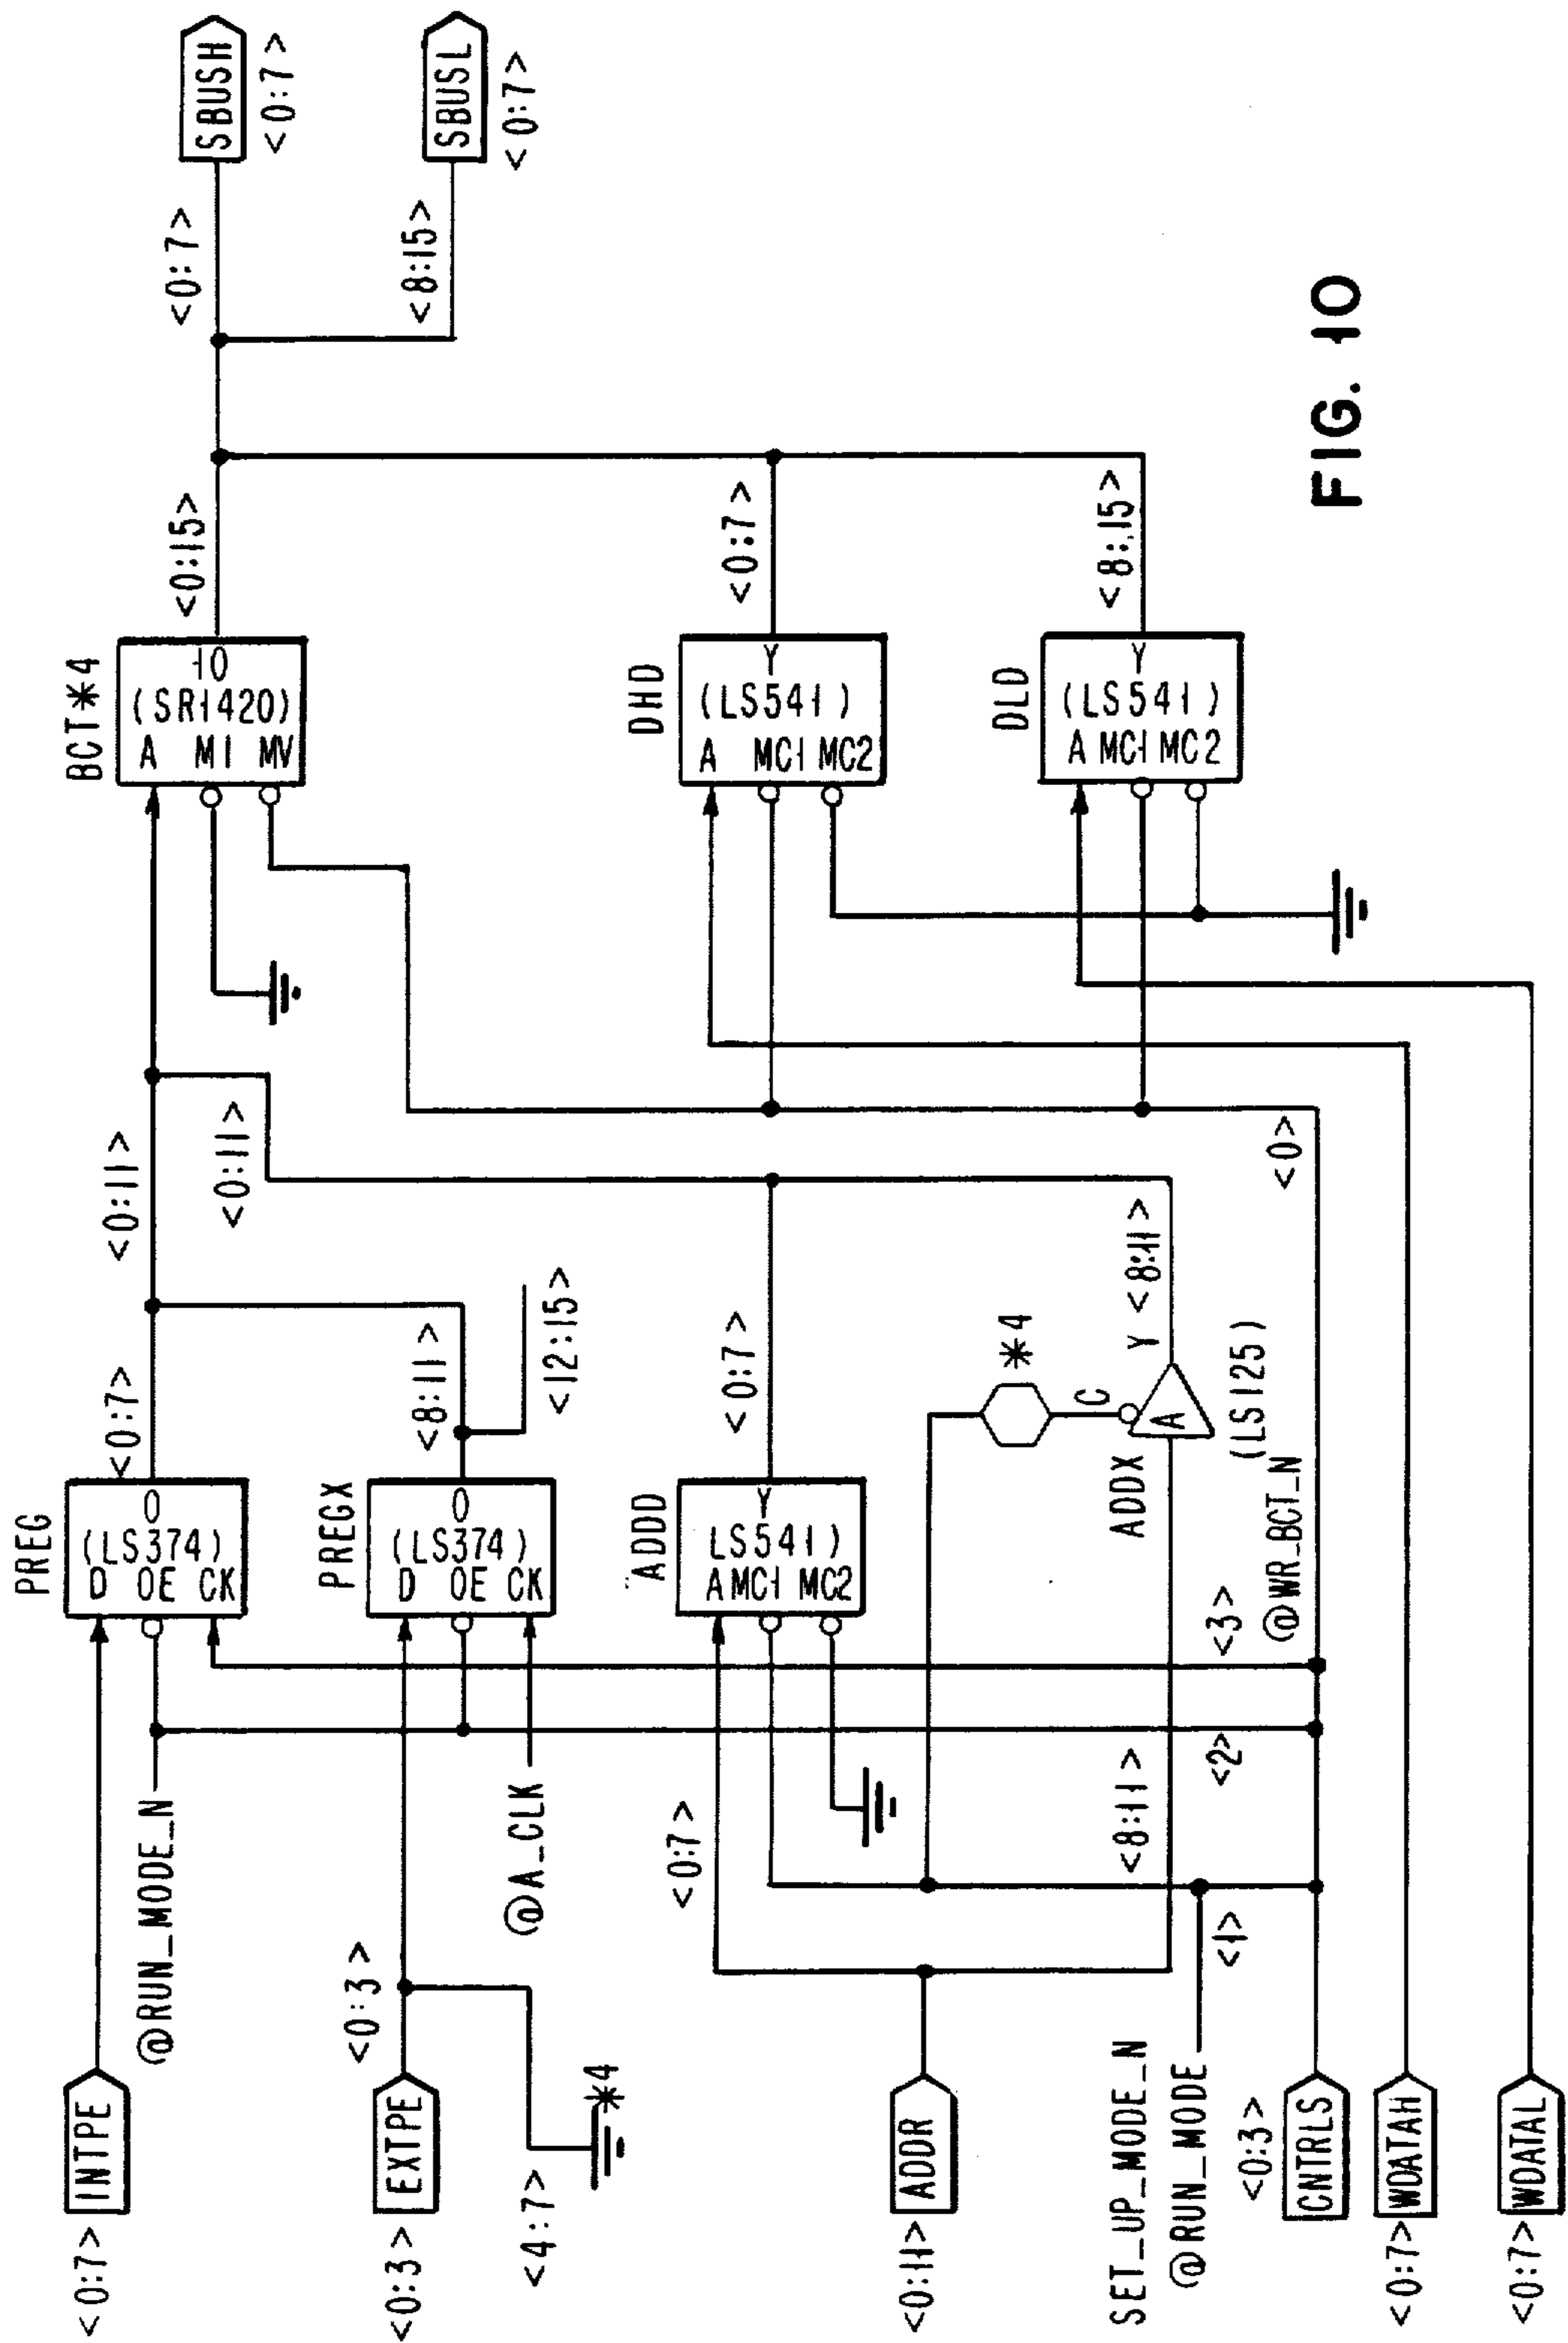 INTPE
<0:7>
@RUN_MODE_N
PREG
O
(LS374)
D OE CK
<0:7>
<0:11>
<0:11>
BCT*4
IO
(SR1420)
A M1 MV
<0:15>
<0:7>
SBUSH
<0:7>
<8:15>
SBUSL
<0:7>
EXTPE
<0:3>
<0:3>
<4:7>
*4
@A_CLK
PREGX
O
(LS374)
D OE CK
<8:11>
<12:15>
ADDR
<0:11>
<0:7>
<8:11>
ADDD
Y
LS541)
A MC1 MC2
<0:7>
*4
C
ADDX
A
Y
<8:11>
(LS125)
DHD
Y
(LS541)
A MC1 MC2
<0:7>
DLD
Y
(LS541)
A MC1 MC2
<8:15>
SET_UP_MODE_N
@RUN_MODE
<1>
<2>
<3>
@WR_BCT_N
<0>
<0:3>
CNTRLS
<0:7>
WDATAH
<0:7>
WDATAL
FIG. 10